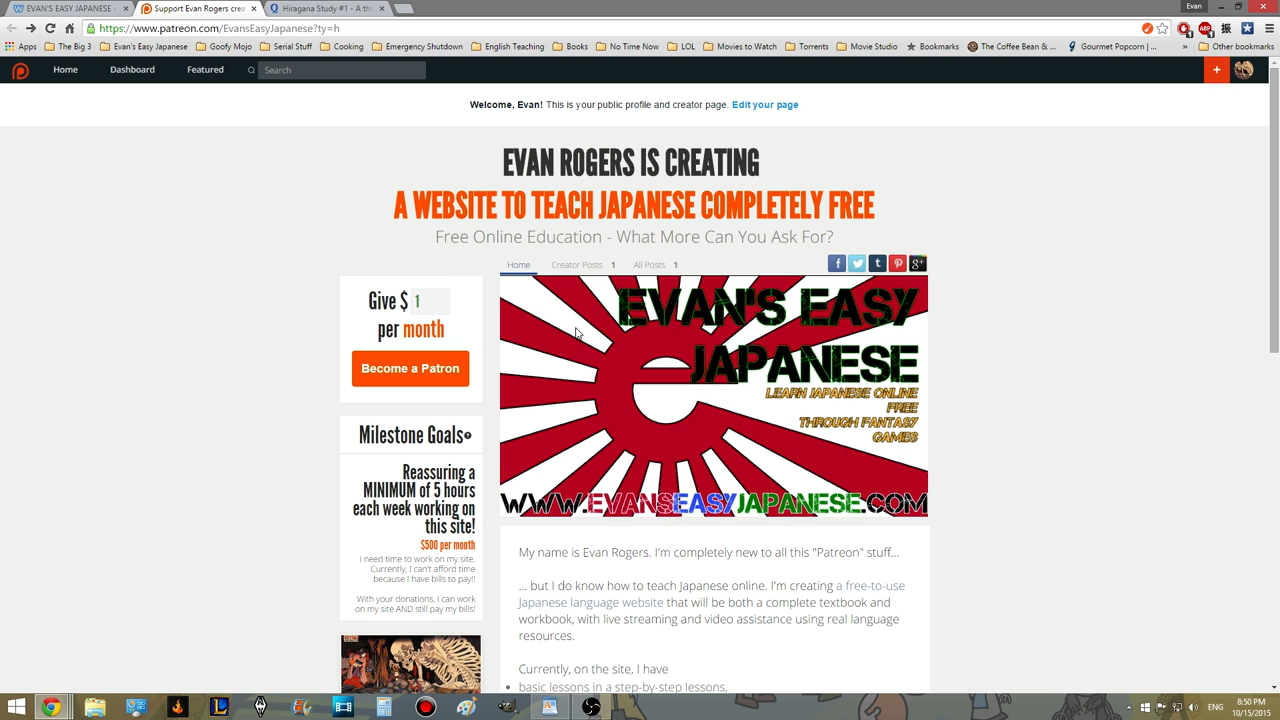 EVAN'S EASY JAPANESE -
Support Evan Rogers crea
Hiragana Study #1 - A thr
Evan
https://www.patreon.com/EvansEasyJapanese?ty=h
Apps The Big 3 Evan's Easy Japanese Goofy Mojo Serial Stuff Cooking Emergency Shutdown English Teaching Books No Time Now LOL Movies to Watch Torrents Movie Studio Bookmarks The Coffee Bean &... Gourmet Popcorn |... » Other bookmarks
Home Dashboard Featured Search
Welcome, Evan! This is your public profile and creator page. Edit your page
EVAN ROGERS IS CREATING
A WEBSITE TO TEACH JAPANESE COMPLETELY FREE
Free Online Education - What More Can You Ask For?
Home Creator Posts 1 All Posts 1
Give $ 1
per month
Become a Patron
Milestone Goals
Reassuring a
MINIMUM of 5 hours
each week working on
this site!
$500 per month
I need time to work on my site.
Currently, I can't afford time
because I have bills to pay!!
With your donations, I can work
on my site AND still pay my bills!
EVAN'S EASY
JAPANESE
LEARN JAPANESE ONLINE
FREE
THROUGH FANTASY
GAMES
WWW.EVANSEASYJAPANESE.COM
My name is Evan Rogers. I'm completely new to all this "Patreon" stuff...
... but I do know how to teach Japanese online. I'm creating a free-to-use
Japanese language website that will be both a complete textbook and
workbook, with live streaming and video assistance using real language
resources.
Currently, on the site, I have
basic lessons in a step-by-step lessons,
ENG
8:50 PM
10/15/2015